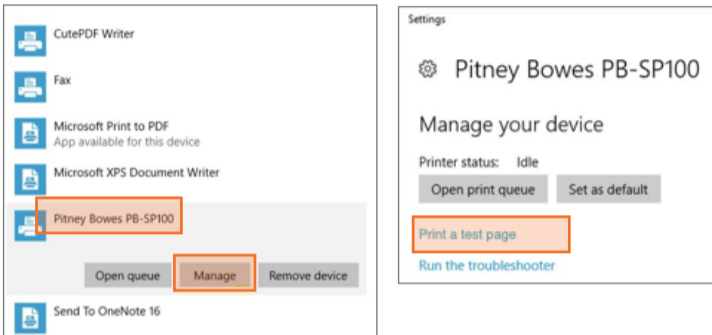 CutePDF Writer
Fax
Microsoft Print to PDF
App available for this device
Microsoft XPS Document Writer
Pitney Bowes PB-SP100
Open queue Manage Remove device
Send To OneNote 16
Settings
Pitney Bowes PB-SP100
Manage your device
Printer status: Idle
Open print queue Set as default
Print a test page
Run the troubleshooter